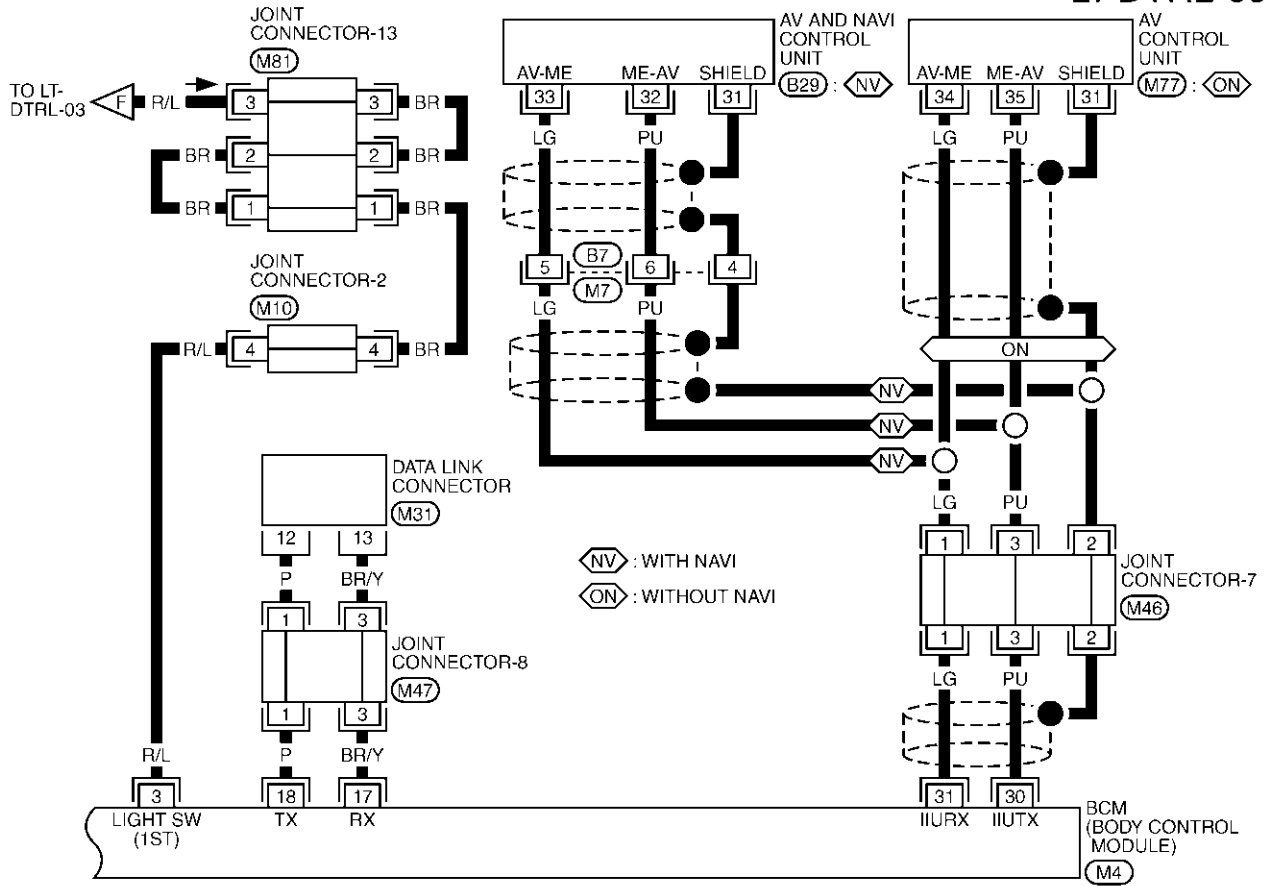 JOINT
CONNECTOR-13
M81
TO LT-
DTRL-03
F
R/L
3
3
BR
BR
2
2
BR
BR
1
1
BR
JOINT
CONNECTOR-2
M10
R/L
4
4
BR
AV AND NAVI
CONTROL
UNIT
B29 : NV
AV-ME
ME-AV
SHIELD
33
32
31
LG
PU
B7
5
6
4
M7
LG
PU
AV
CONTROL
UNIT
M77 : ON
AV-ME
ME-AV
SHIELD
34
35
31
LG
PU
ON
NV
NV
NV
LG
PU
1
3
2
JOINT
CONNECTOR-7
M46
1
3
2
LG
PU
DATA LINK
CONNECTOR
M31
12
13
P
BR/Y
1
3
JOINT
CONNECTOR-8
M47
1
3
P
BR/Y
NV : WITH NAVI
ON : WITHOUT NAVI
R/L
3
18
17
31
30
LIGHT SW
(1ST)
TX
RX
IIURX
IIUTX
BCM
(BODY CONTROL
MODULE)
M4